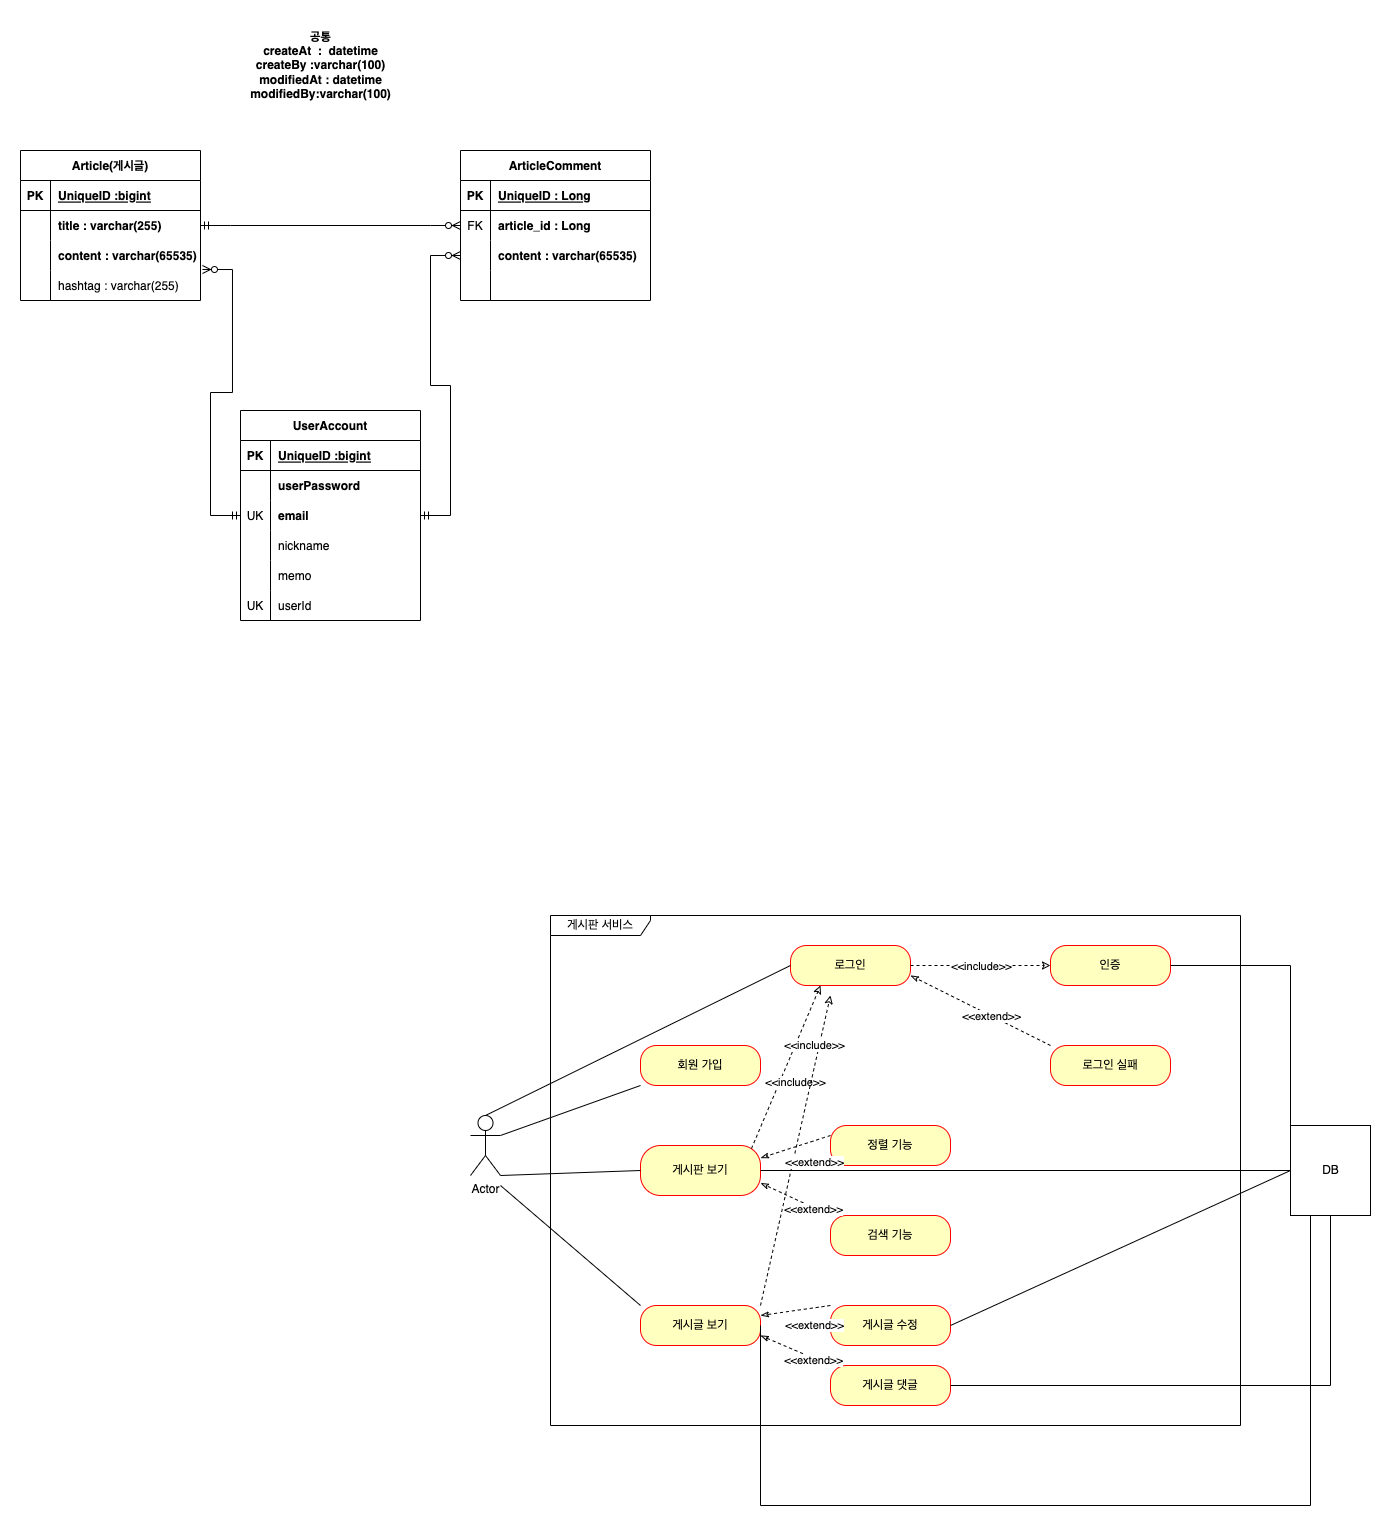 공통
createAt  :  datetime
createBy :varchar(100)
modifiedAt : datetime
modifiedBy:varchar(100)
Article(게시글)
PK UniqueID :bigint
title : varchar(255)
content : varchar(65535)
hashtag : varchar(255)
ArticleComment
PK UniqueID : Long
FK article_id : Long
content : varchar(65535)
UserAccount
PK UniqueID :bigint
userPassword
UK email
nickname
memo
UK userId
게시판 서비스
로그인
<<include>>
인증
<<extend>>
<<include>>
회원 가입
로그인 실패
<<include>>
정렬 기능
<<extend>>
게시판 보기
DB
Actor
<<extend>>
검색 기능
게시글 보기
<<extend>>
게시글 수정
<<extend>>
게시글 댓글